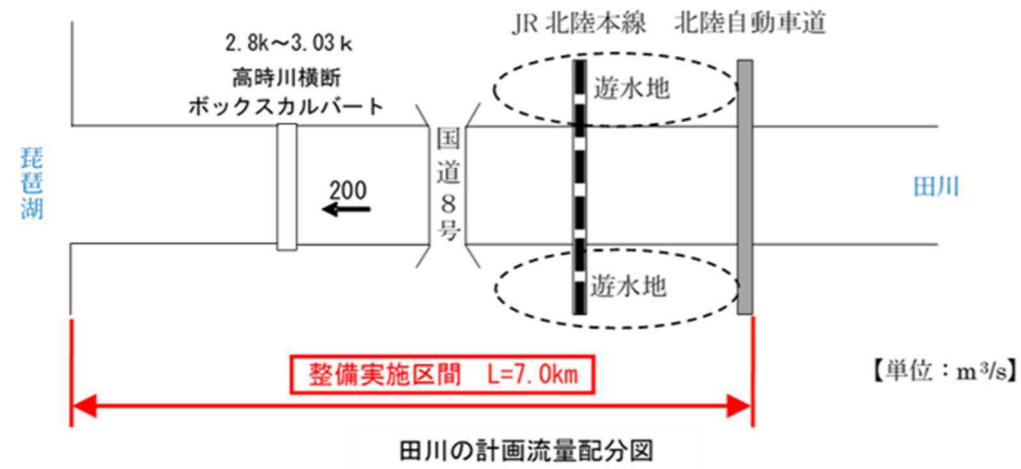 JR 北陸本線
北陸自動車道
2.8k～3.03ｋ
高時川横断
ボックスカルバート
遊水地
琵琶湖
国道８号
200
田川
遊水地
整備実施区間　L=7.0km
【単位：m³/s】
田川の計画流量配分図